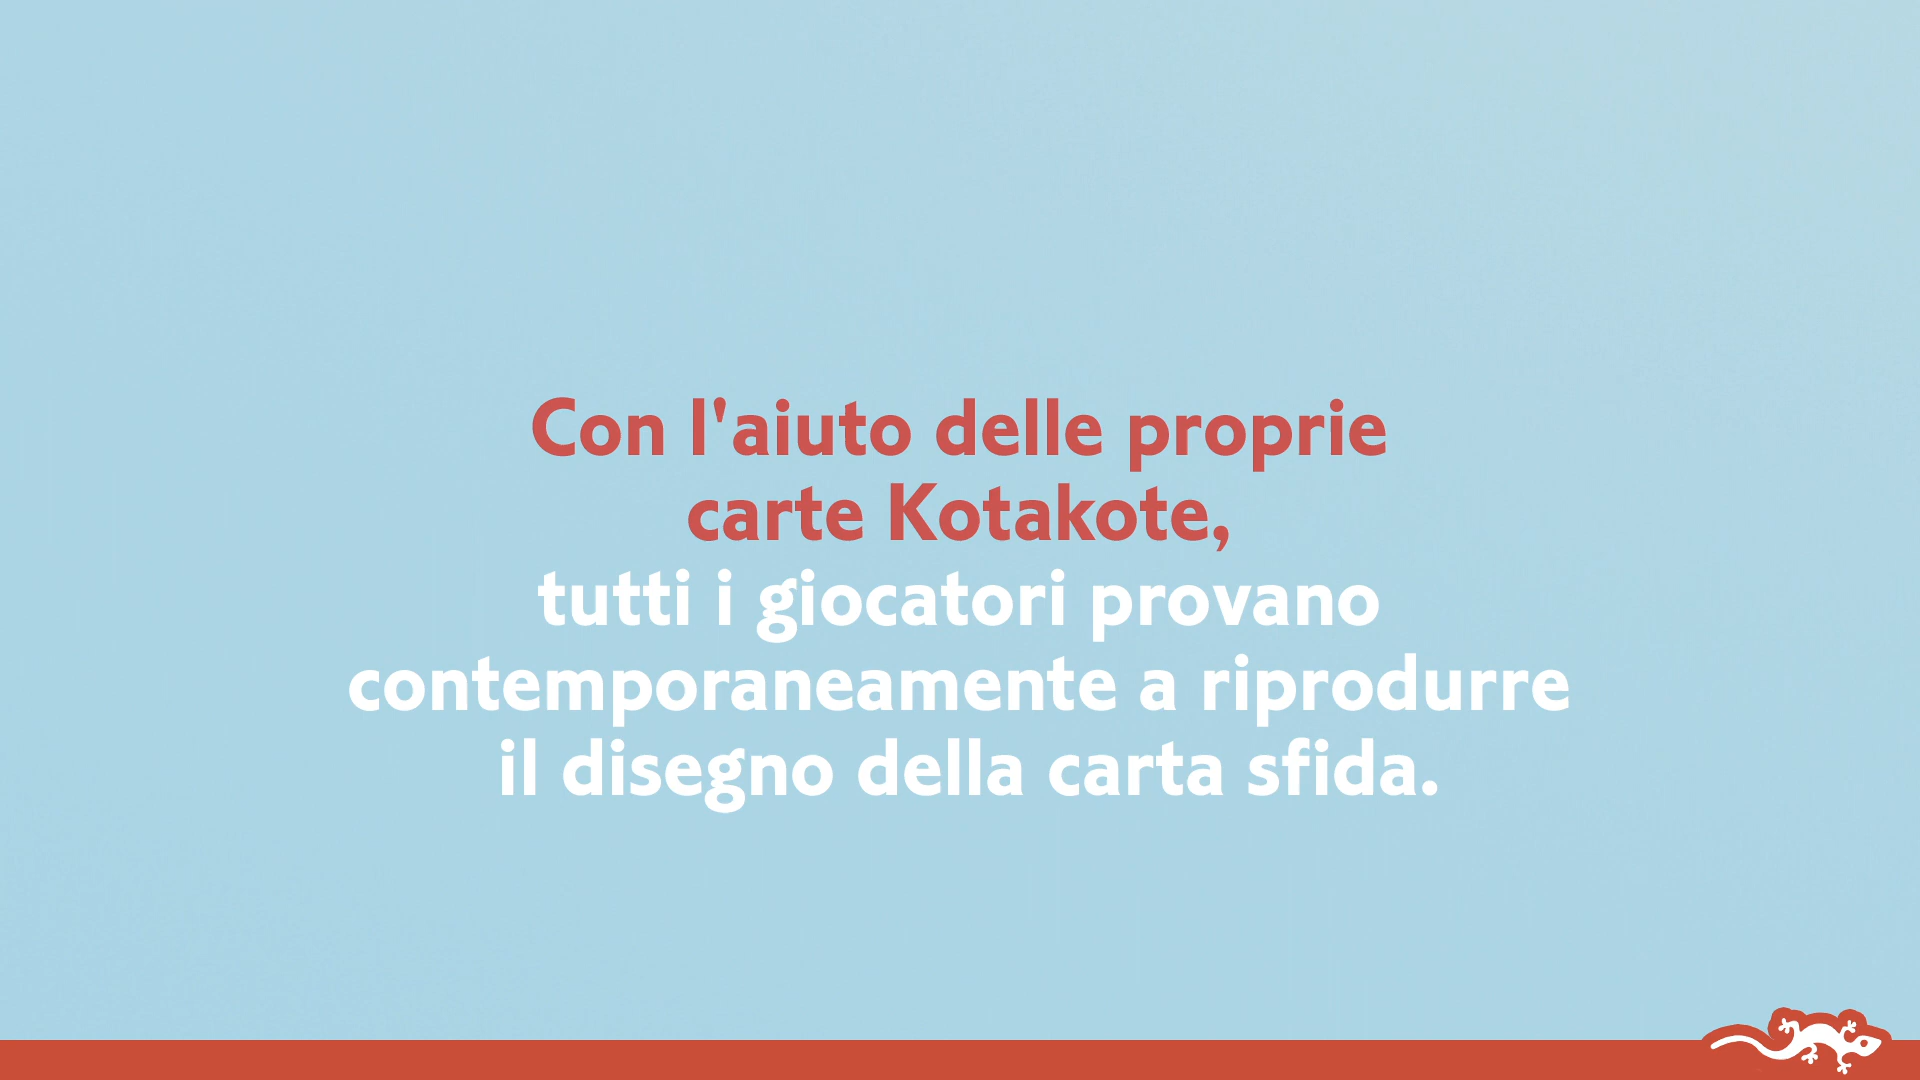 Con l'aiuto delle proprie
carte Kotakote,
tutti i giocatori provano
contemporaneamente a riprodurre
il disegno della carta sfida.